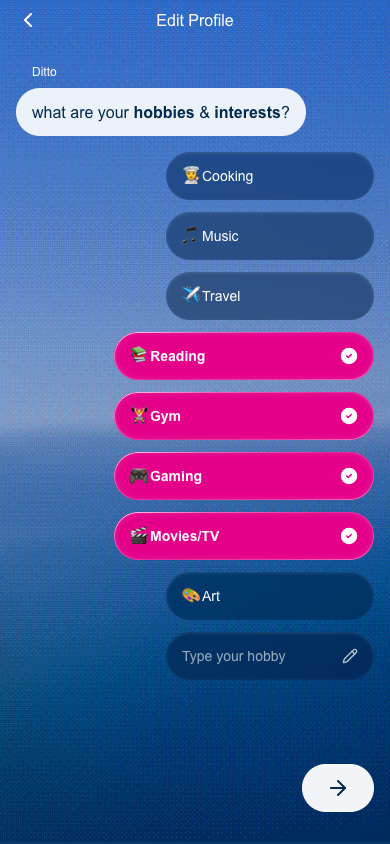 Edit Profile
Ditto
what are your hobbies & interests?
Cooking
Music
Travel
Reading
Gym
Gaming
Movies/TV
Art
Type your hobby